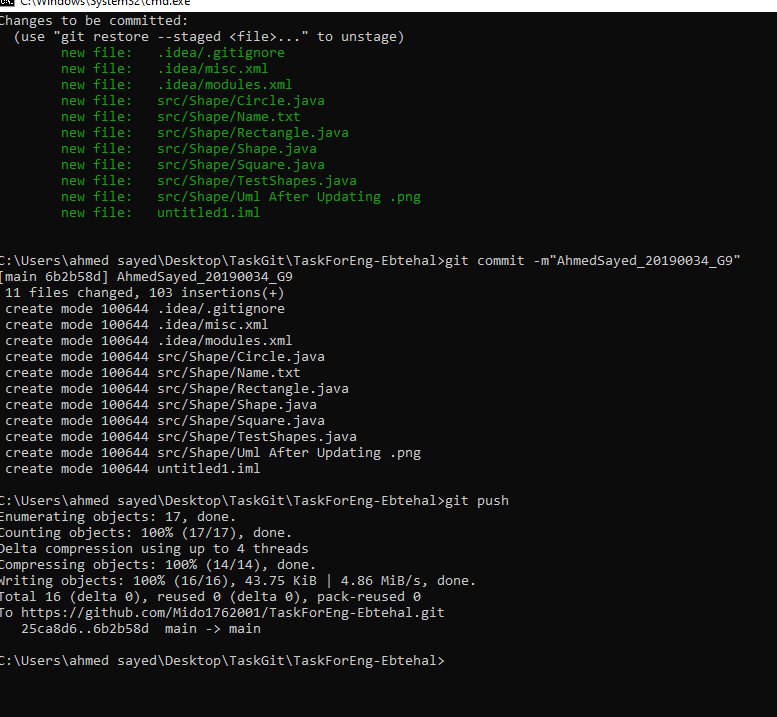 C:\Windows\System32\cmd.exe
Changes to be committed:
  (use "git restore --staged <file>..." to unstage)
        new file:   .idea/.gitignore
        new file:   .idea/misc.xml
        new file:   .idea/modules.xml
        new file:   src/Shape/Circle.java
        new file:   src/Shape/Name.txt
        new file:   src/Shape/Rectangle.java
        new file:   src/Shape/Shape.java
        new file:   src/Shape/Square.java
        new file:   src/Shape/TestShapes.java
        new file:   src/Shape/Uml After Updating .png
        new file:   untitled1.iml
C:\Users\ahmed sayed\Desktop\TaskGit\TaskForEng-Ebtehal>git commit -m"AhmedSayed_20190034_G9"
[main 6b2b58d] AhmedSayed_20190034_G9
 11 files changed, 103 insertions(+)
 create mode 100644 .idea/.gitignore
 create mode 100644 .idea/misc.xml
 create mode 100644 .idea/modules.xml
 create mode 100644 src/Shape/Circle.java
 create mode 100644 src/Shape/Name.txt
 create mode 100644 src/Shape/Rectangle.java
 create mode 100644 src/Shape/Shape.java
 create mode 100644 src/Shape/Square.java
 create mode 100644 src/Shape/TestShapes.java
 create mode 100644 src/Shape/Uml After Updating .png
 create mode 100644 untitled1.iml
C:\Users\ahmed sayed\Desktop\TaskGit\TaskForEng-Ebtehal>git push
Enumerating objects: 17, done.
Counting objects: 100% (17/17), done.
Delta compression using up to 4 threads
Compressing objects: 100% (14/14), done.
Writing objects: 100% (16/16), 43.75 KiB | 4.86 MiB/s, done.
Total 16 (delta 0), reused 0 (delta 0), pack-reused 0
To https://github.com/Mido1762001/TaskForEng-Ebtehal.git
   25ca8d6..6b2b58d  main -> main
C:\Users\ahmed sayed\Desktop\TaskGit\TaskForEng-Ebtehal>